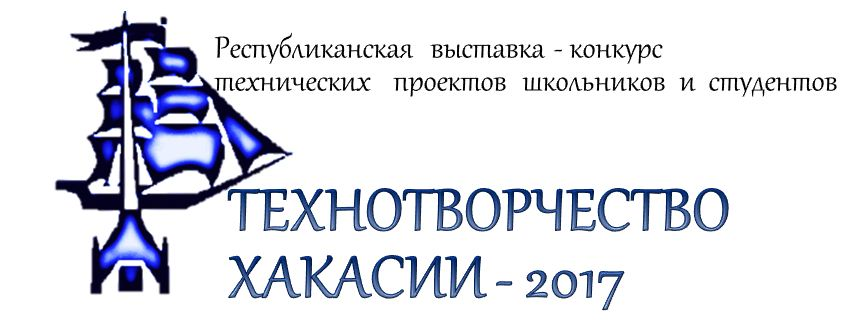 Республиканская выставка - конкурс
технических проектов школьников и студентов
ТЕХНОТВОРЧЕСТВО
ХАКАСИИ - 2017